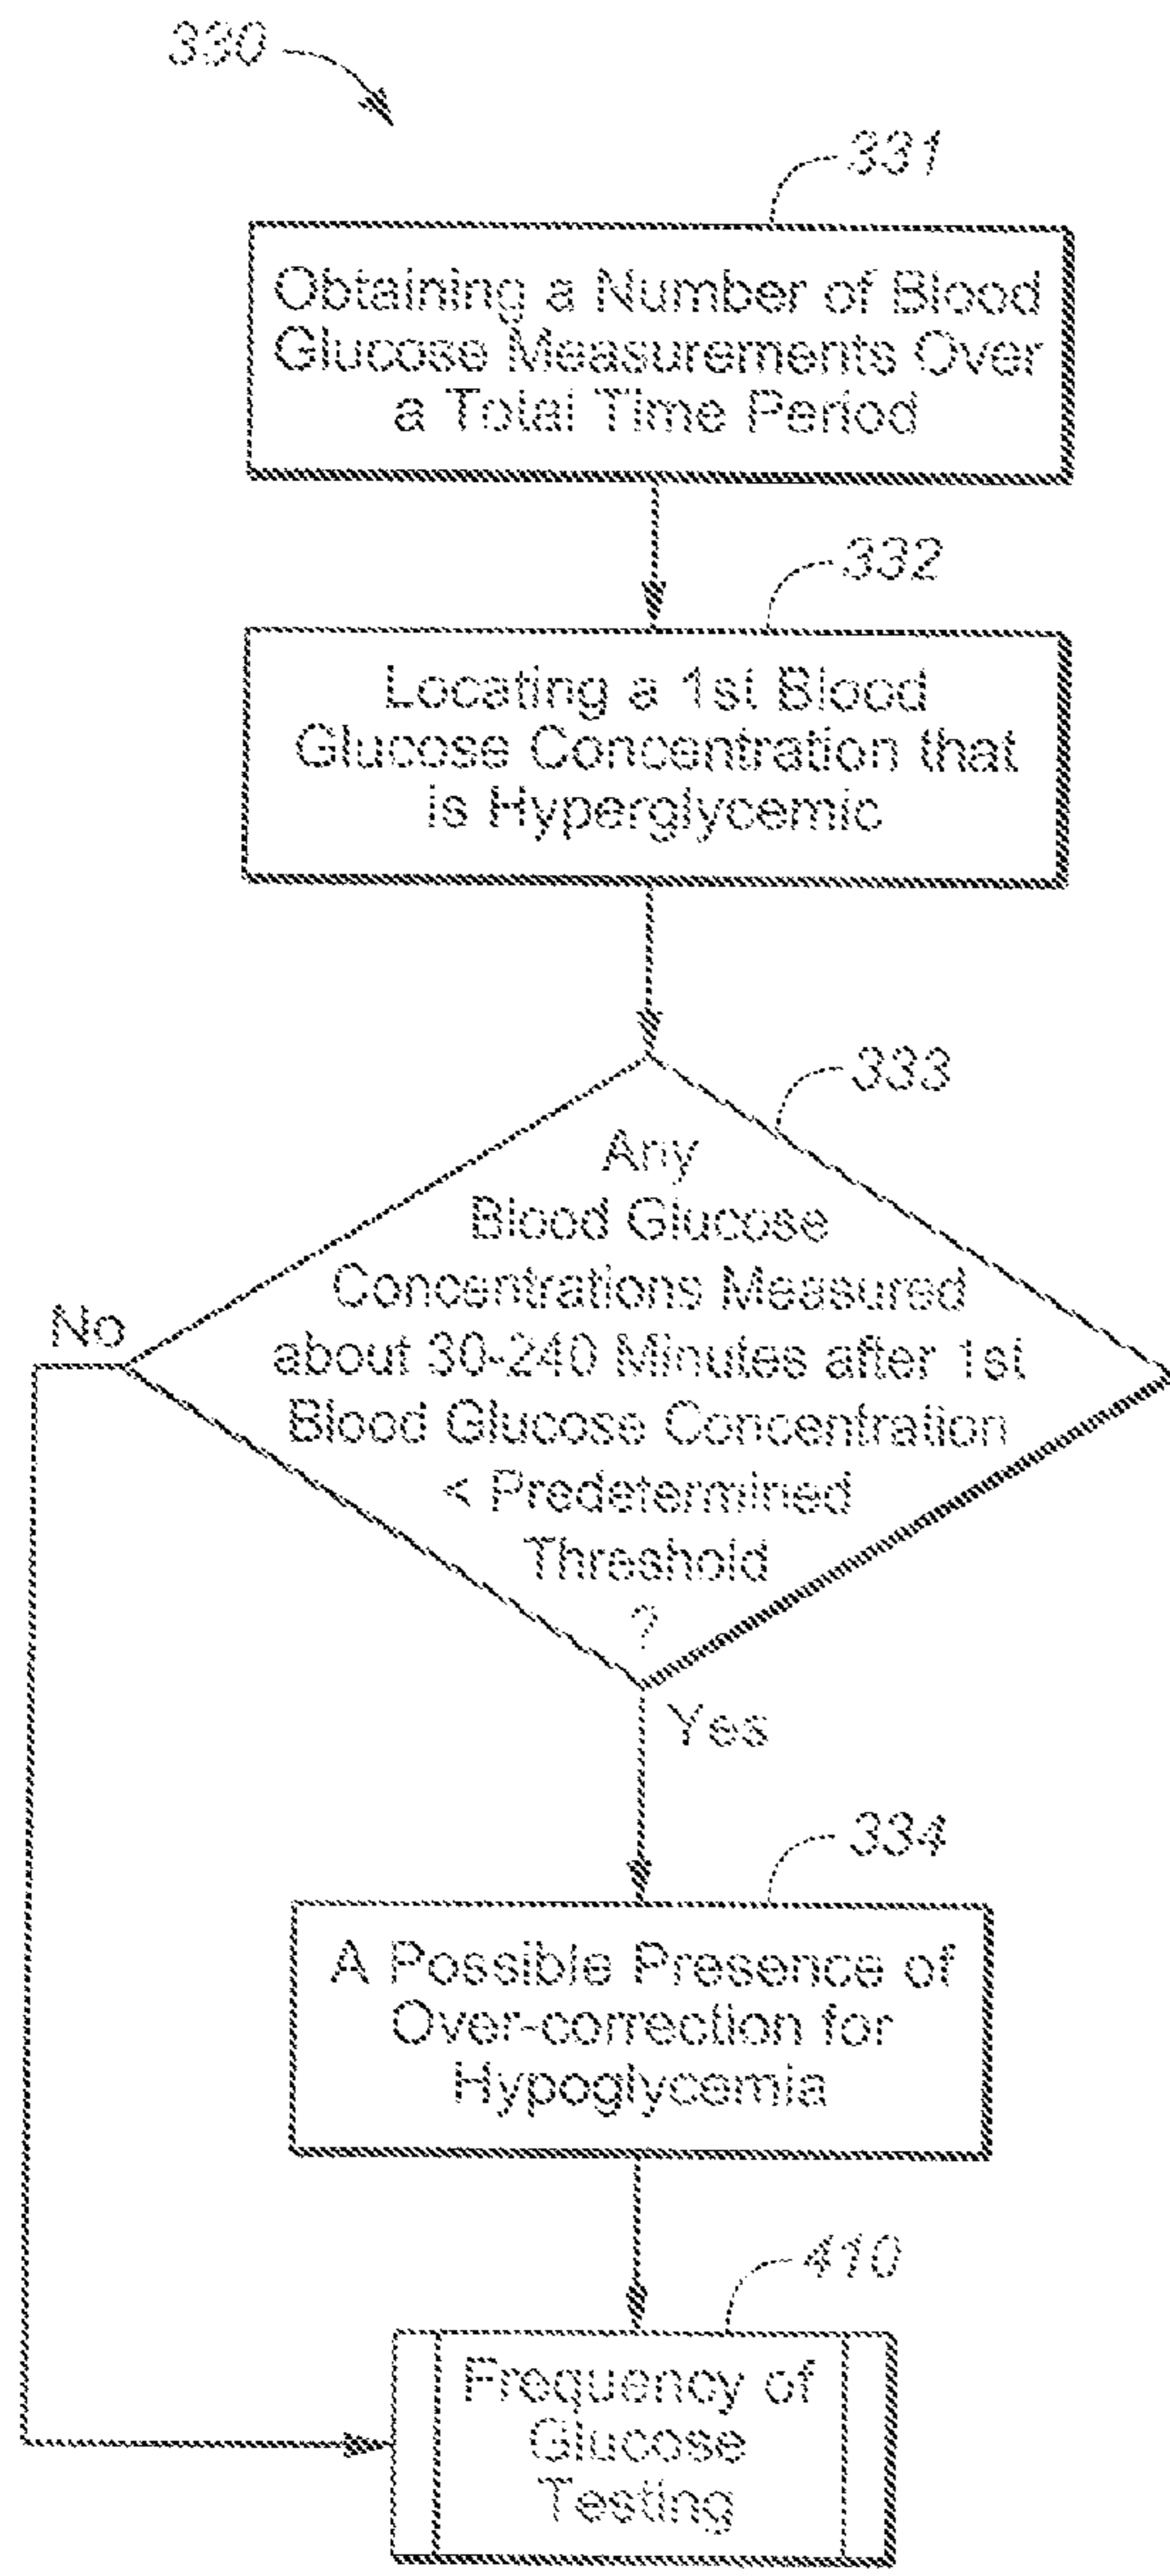 330
331
Obtaining a Number of Blood
Glucose Measurements Over
a Total Time Period
332
Locating a 1st Blood
Glucose Concentration that
is Hyperglycemic
333
Any
Blood Glucose
Concentrations Measured
about 30-240 Minutes after 1st
Blood Glucose Concentration
< Predetermined
Threshold
?
No
Yes
334
A Possible Presence of
Over-correction for
Hypoglycemia
410
Frequency of
Glucose
Testing